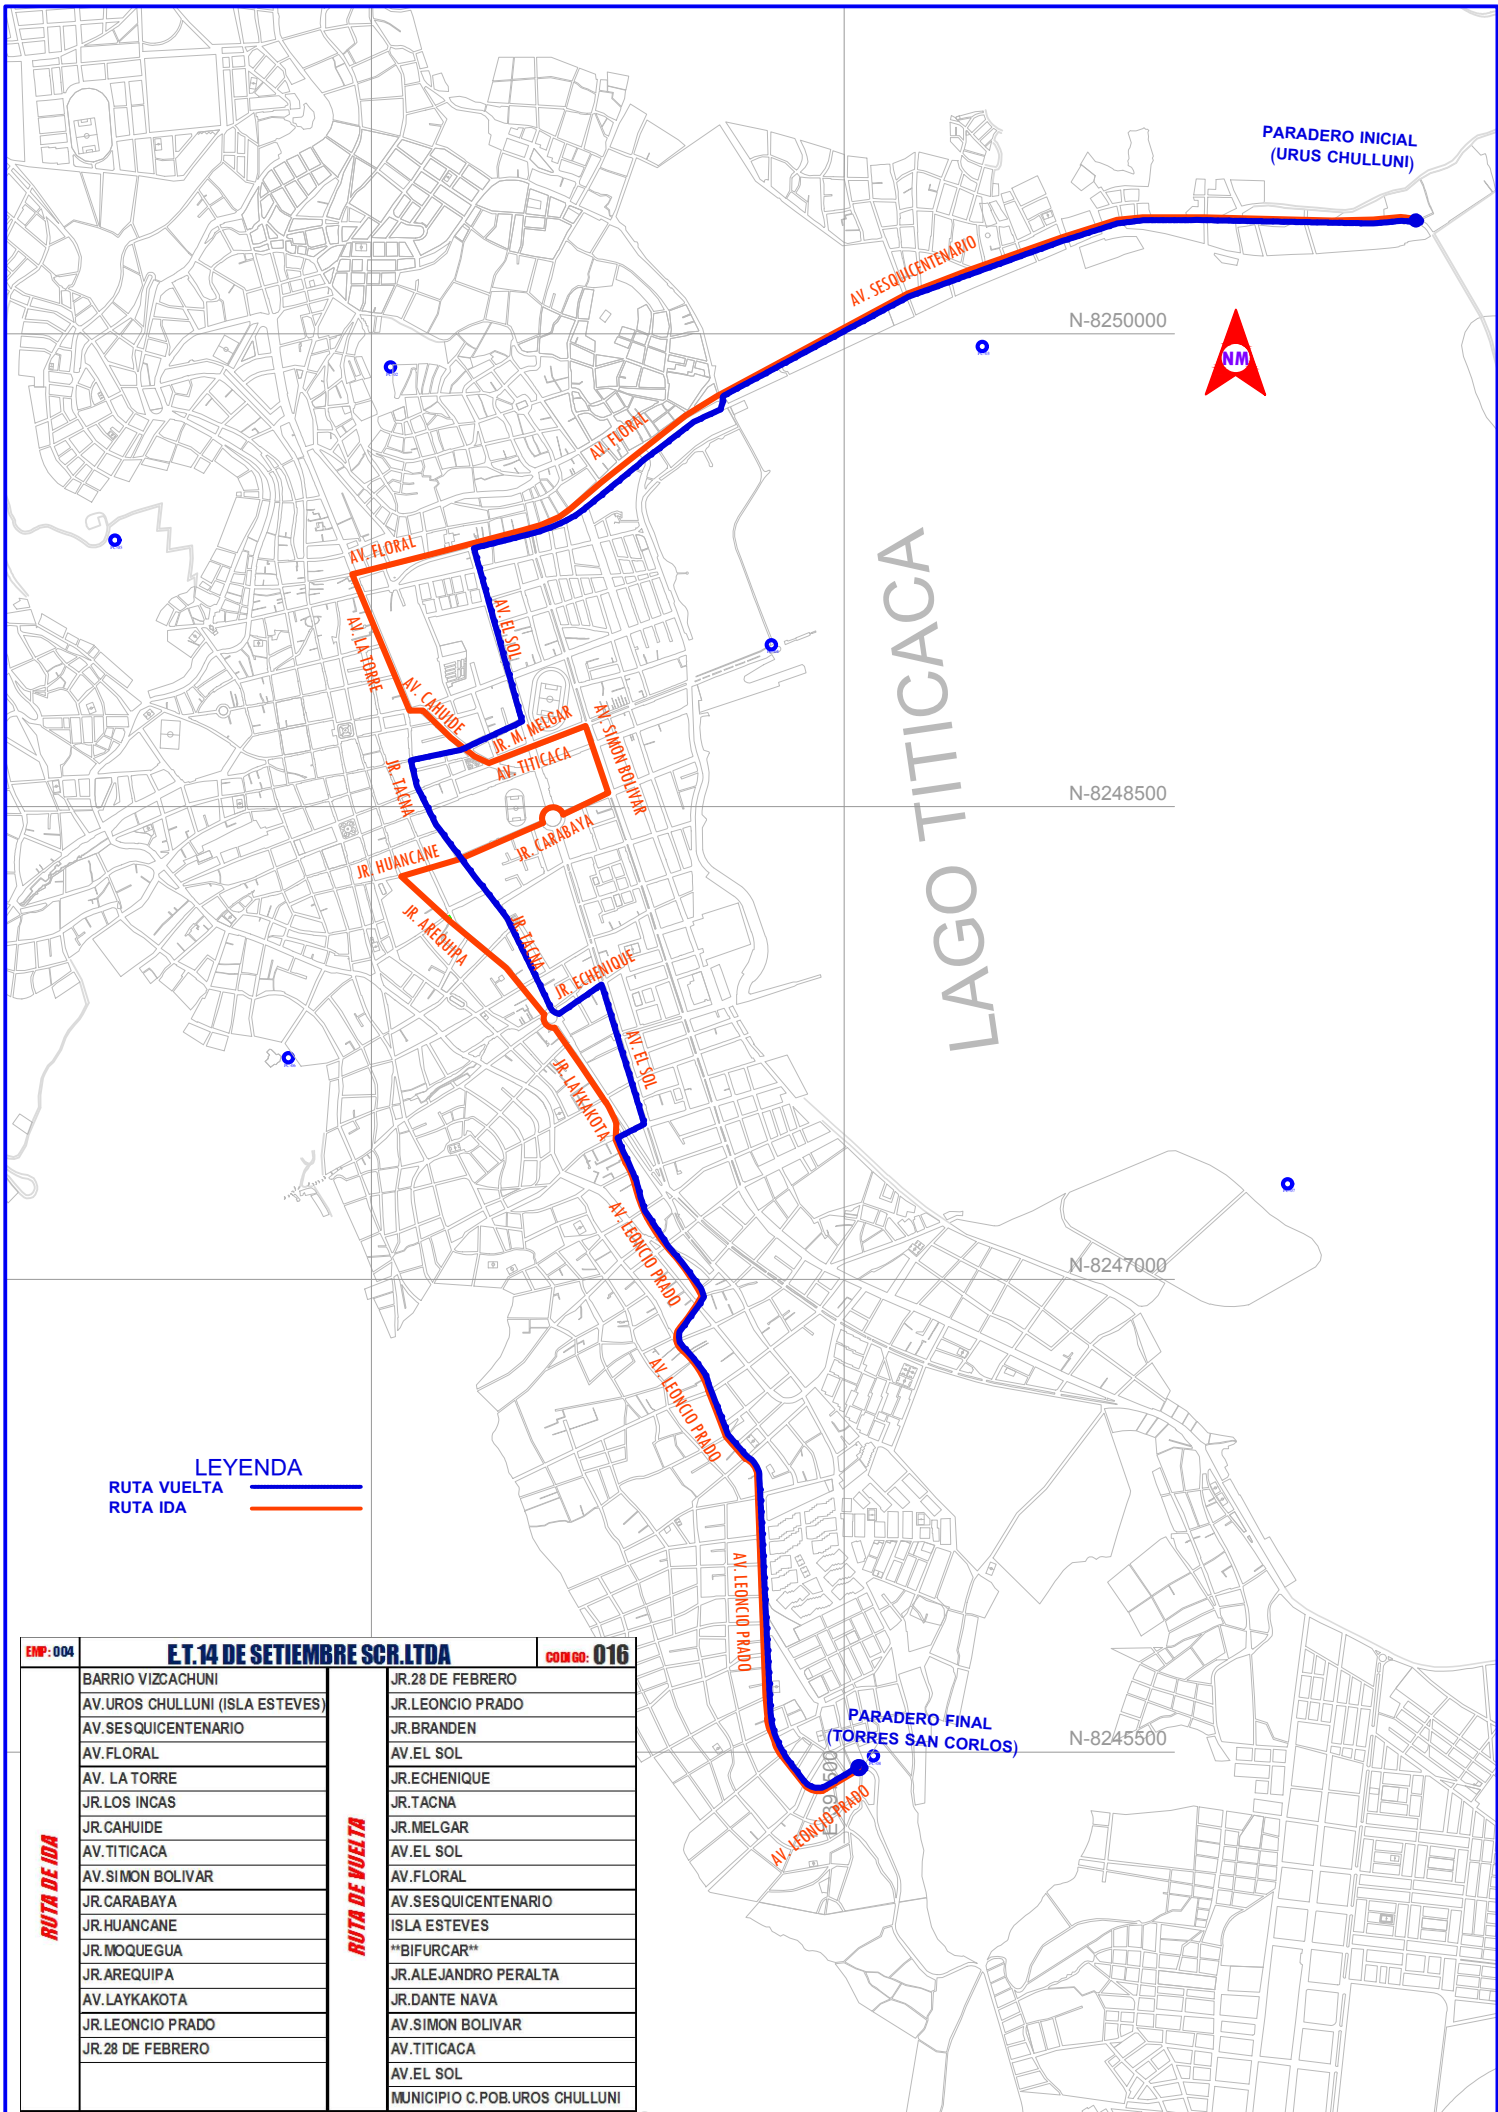 PARADERO INICIAL
(URUS CHULLUNI)
AV. SESQUICENTENARIO
N-8250000
NM
AV. FLORAL
AV. FLORAL
AV. EL SOL
AV. LA TORRE
AV. CAHUIDE
JR. M. MELGAR
AV. TITICACA
AV. SIMON BOLIVAR
JR. TACNA
LAGO TITICACA
N-8248500
JR. CARABAYA
JR. HUANCANE
JR. AREQUIPA
JR. TACNA
JR. ECHENIQUE
AV. EL SOL
JR. LAYKAKOTA
AV. LEONCIO PRADO
N-8247000
AV. LEONCIO PRADO
LEYENDA
RUTA VUELTA
RUTA IDA
AV. LEONCIO PRADO
PARADERO FINAL
(TORRES SAN CORLOS)
N-8245500
AV. LEONCIO PRADO
EMP: 004
E.T.14 DE SETIEMBRE SCR.LTDA
CODIGO: 016
RUTA DE IDA
BARRIO VIZCACHUNI
AV.UROS CHULLUNI (ISLA ESTEVES)
AV.SESQUICENTENARIO
AV.FLORAL
AV. LA TORRE
JR.LOS INCAS
JR.CAHUIDE
AV.TITICACA
AV.SIMON BOLIVAR
JR.CARABAYA
JR.HUANCANE
JR.MOQUEGUA
JR.AREQUIPA
AV.LAYKAKOTA
JR.LEONCIO PRADO
JR.28 DE FEBRERO
RUTA DE VUELTA
JR.28 DE FEBRERO
JR.LEONCIO PRADO
JR.BRANDEN
AV.EL SOL
JR.ECHENIQUE
JR.TACNA
JR.MELGAR
AV.EL SOL
AV.FLORAL
AV.SESQUICENTENARIO
ISLA ESTEVES
**BIFURCAR**
JR.ALEJANDRO PERALTA
JR.DANTE NAVA
AV.SIMON BOLIVAR
AV.TITICACA
AV.EL SOL
MUNICIPIO C.POB.UROS CHULLUNI